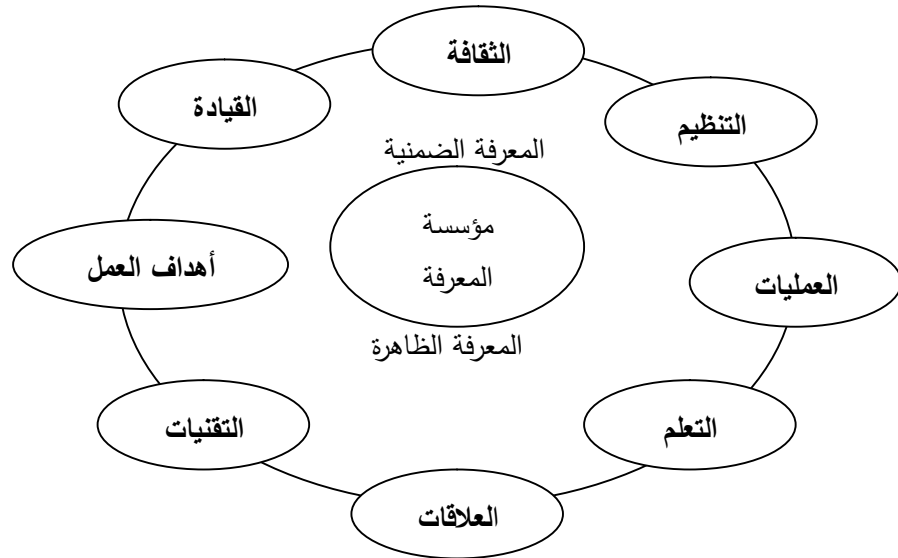 الثقافة
القيادة
التنظيم
المعرفة الضمنية
مؤسسة
المعرفة
أهداف العمل
العمليات
المعرفة الظاهرة
التقنيات
التعلم
العلاقات